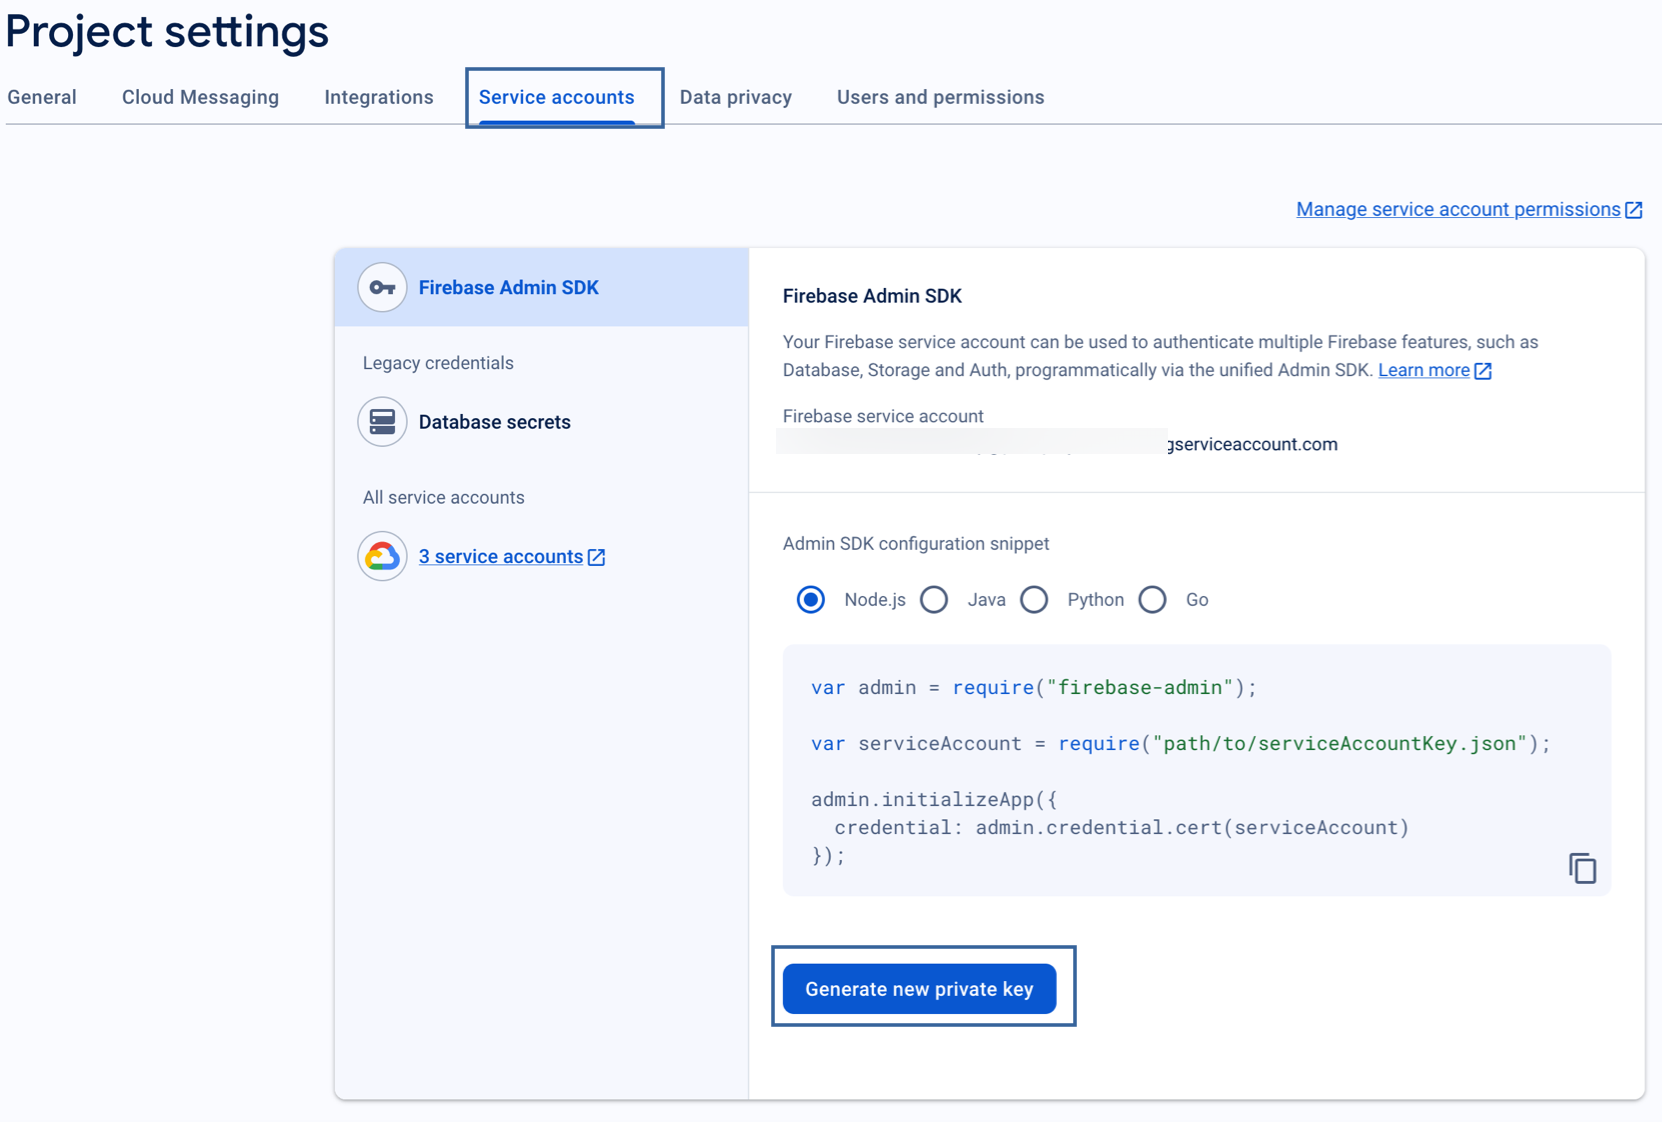 Project settings
General Cloud Messaging Integrations Service accounts Data privacy Users and permissions
Manage service account permissions
Firebase Admin SDK
Legacy credentials
Database secrets
All service accounts
3 service accounts
Firebase Admin SDK
Your Firebase service account can be used to authenticate multiple Firebase features, such as
Database, Storage and Auth, programmatically via the unified Admin SDK. Learn more
Firebase service account
gserviceaccount.com
Admin SDK configuration snippet
Node.js Java Python Go
var admin = require("firebase-admin");
var serviceAccount = require("path/to/serviceAccountKey.json");
admin.initializeApp({
  credential: admin.credential.cert(serviceAccount)
});
Generate new private key